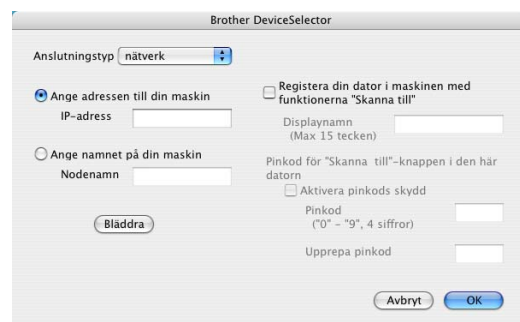 Brother DeviceSelector
Anslutningstyp nätverk
Ange adressen till din maskin
IP-adress
Ange namnet på din maskin
Nodenamn
Bläddra
Registera din dator i maskinen med
funktionerna "Skanna till"
Displaynamn
(Max 15 tecken)
Pinkod för "Skanna till"-knappen i den här
datorn
Aktivera pinkods skydd
Pinkod
("0" - "9", 4 siffror)
Upprepa pinkod
Avbryt OK